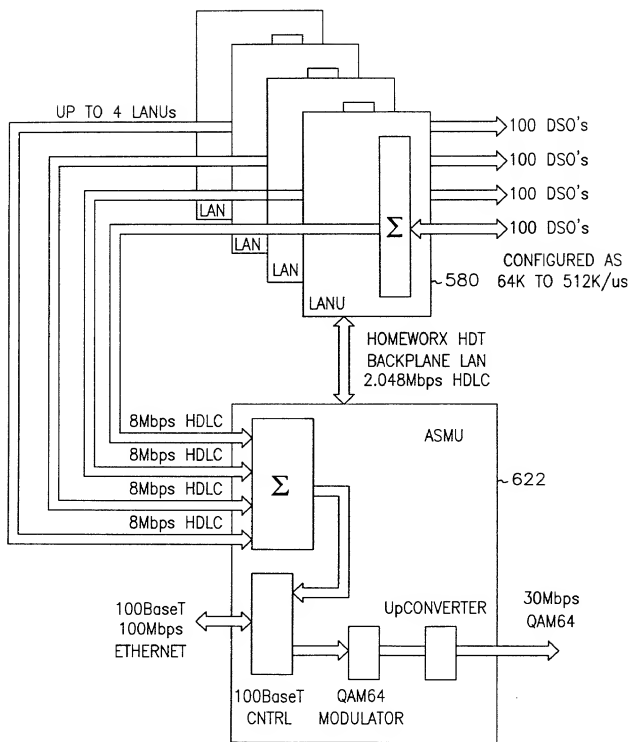 UP TO 4 LANUs
100 DSO's
100 DSO's
100 DSO's
100 DSO's
CONFIGURED AS
64K TO 512K/us
LAN
LAN
LAN
LANU
Σ
580
HOMEWORX HDT
BACKPLANE LAN
2.048Mbps HDLC
8Mbps HDLC
8Mbps HDLC
8Mbps HDLC
8Mbps HDLC
Σ
ASMU
622
100BaseT
100Mbps
ETHERNET
UpCONVERTER
30Mbps
QAM64
100BaseT
CNTRL
QAM64
MODULATOR